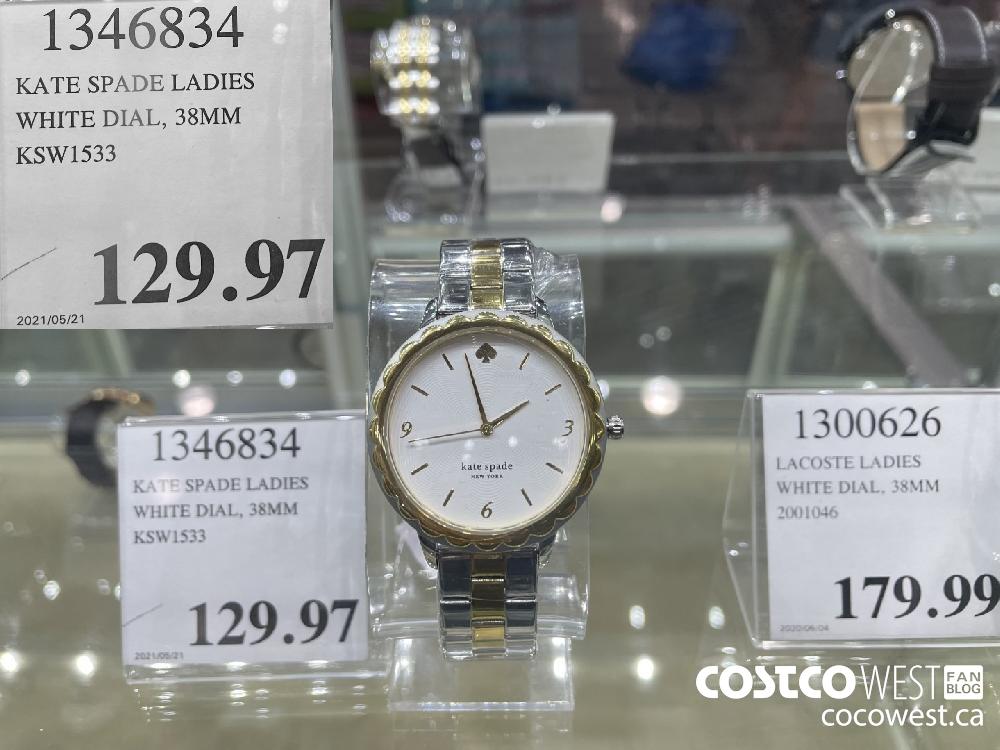 1346834
KATE SPADE LADIES
WHITE DIAL, 38MM
KSW1533
129.97
2021/05/21
1346834
KATE SPADE LADIES
WHITE DIAL, 38MM
KSW1533
129.97
2021/05/21
9
3
6
kate spade
NEW YORK
1300626
LACOSTE LADIES
WHITE DIAL, 38MM
2001046
179.99
2020/06/04
COSTCO WEST FAN BLOG
cocowest.ca